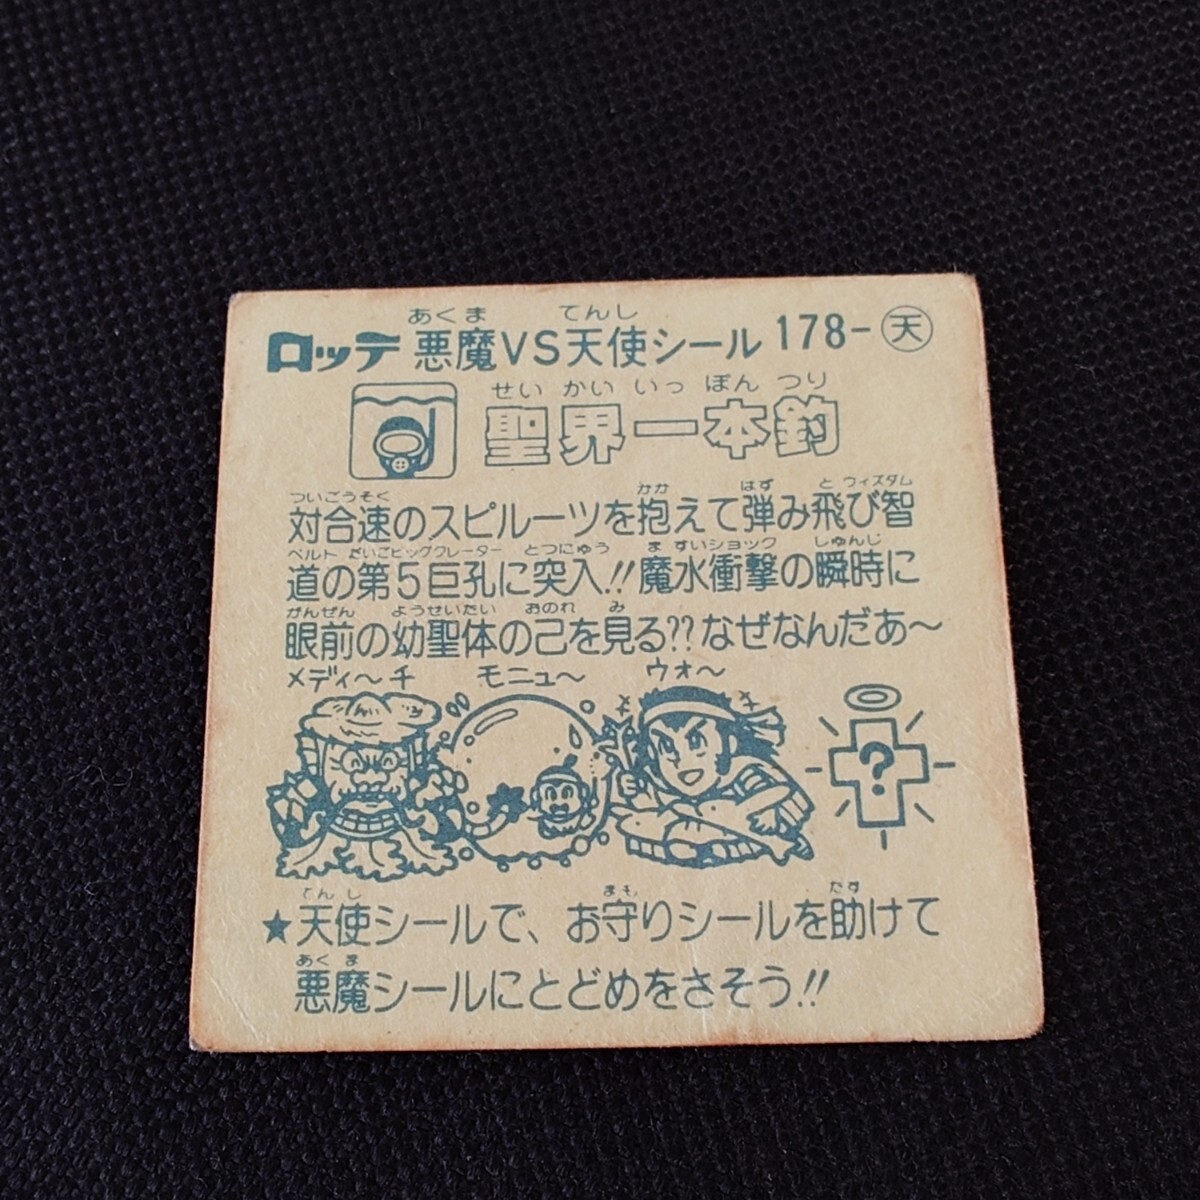 あくま てんし
ロッテ 悪魔VS天使シール 178-天
せい かい いっ ぽん つり
聖界一本釣
ついごうそく かか はず と ウィズダム
対合速のスピルーツを抱えて弾み飛び智
ベルト だいごビッググレーター とつにゅう ま すいショック しゅんじ
道の第5巨孔に突入!!魔水衝撃の瞬時に
がんぜん ようせいたい おのれ み
眼前の幼聖体の己を見る??なぜなんだあ〜
メディ〜チ モニュ〜 ウォ〜
?
てんし まも たす
★天使シールで、お守りシールを助けて
あくま
悪魔シールにとどめをさそう!!